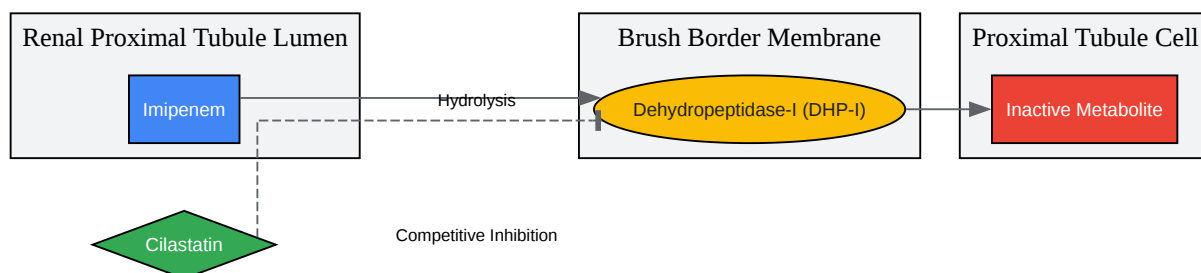 Renal Proximal Tubule Lumen
Brush Border Membrane
Proximal Tubule Cell
Imipenem
Hydrolysis
Dehydropeptidase-I (DHP-I)
Inactive Metabolite
Cilastatin
Competitive Inhibition